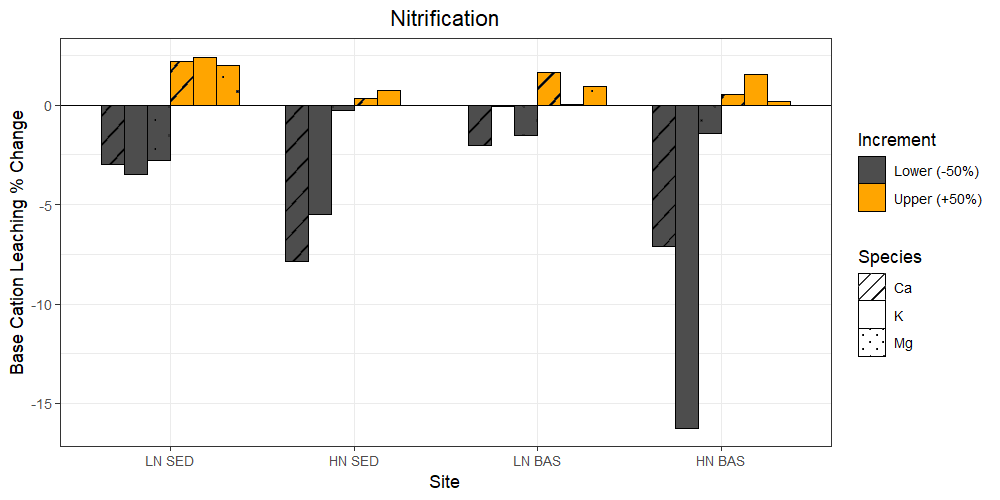 Nitrification
Base Cation Leaching % Change
0
-5
-10
-15
LN SED
HN SED
LN BAS
HN BAS
Site
Increment
Lower (-50%)
Upper (+50%)
Species
Ca
K
Mg